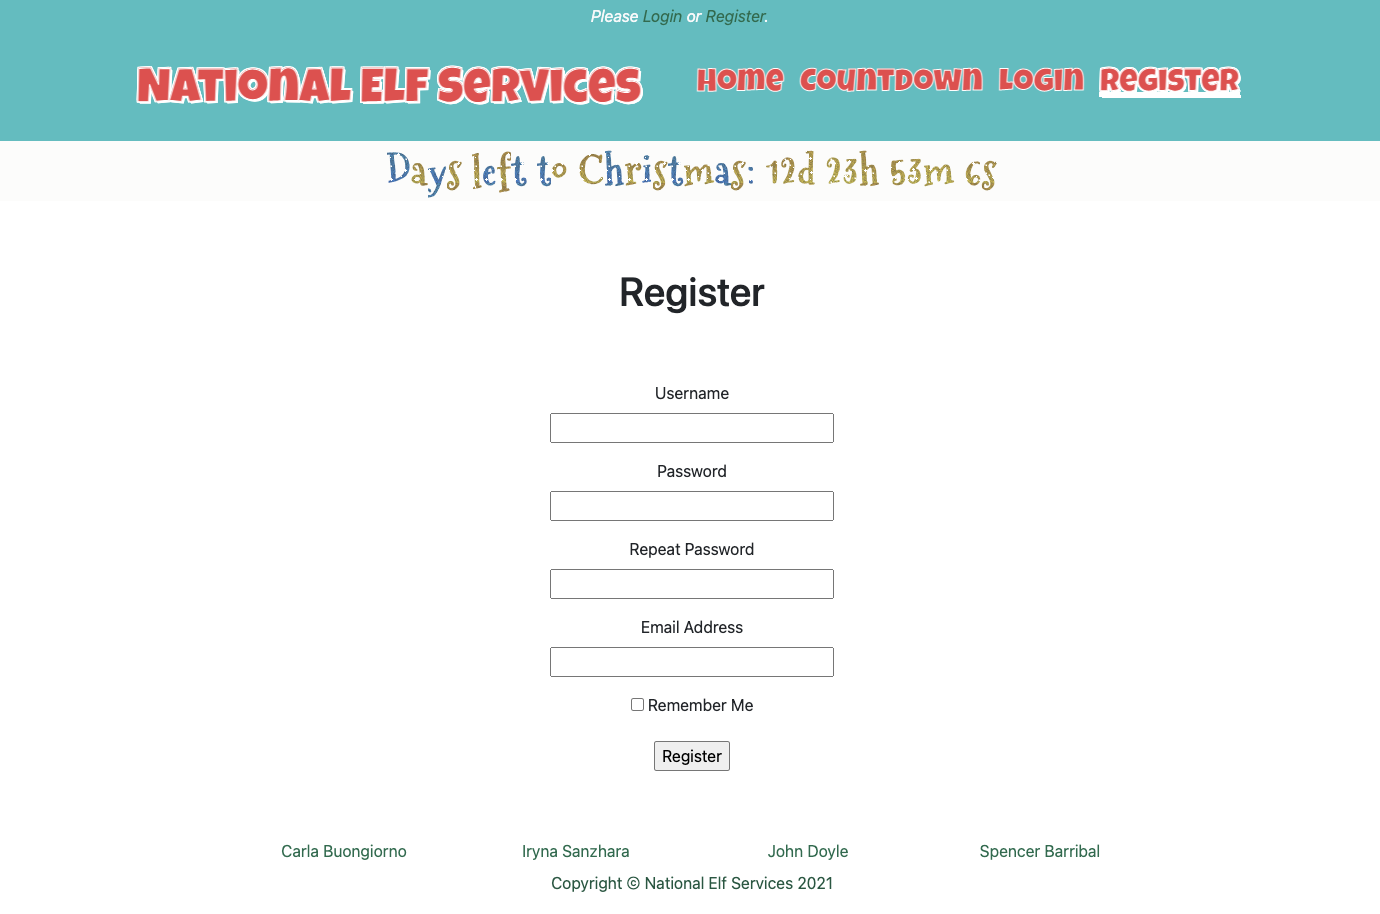 Please Login or Register.
National Elf Services
Home Countdown Login Register
Days left to Christmas: 12d 23h 53m 6s
Register
Username
Password
Repeat Password
Email Address
Remember Me
Register
Carla Buongiorno Iryna Sanzhara John Doyle Spencer Barribal
Copyright © National Elf Services 2021